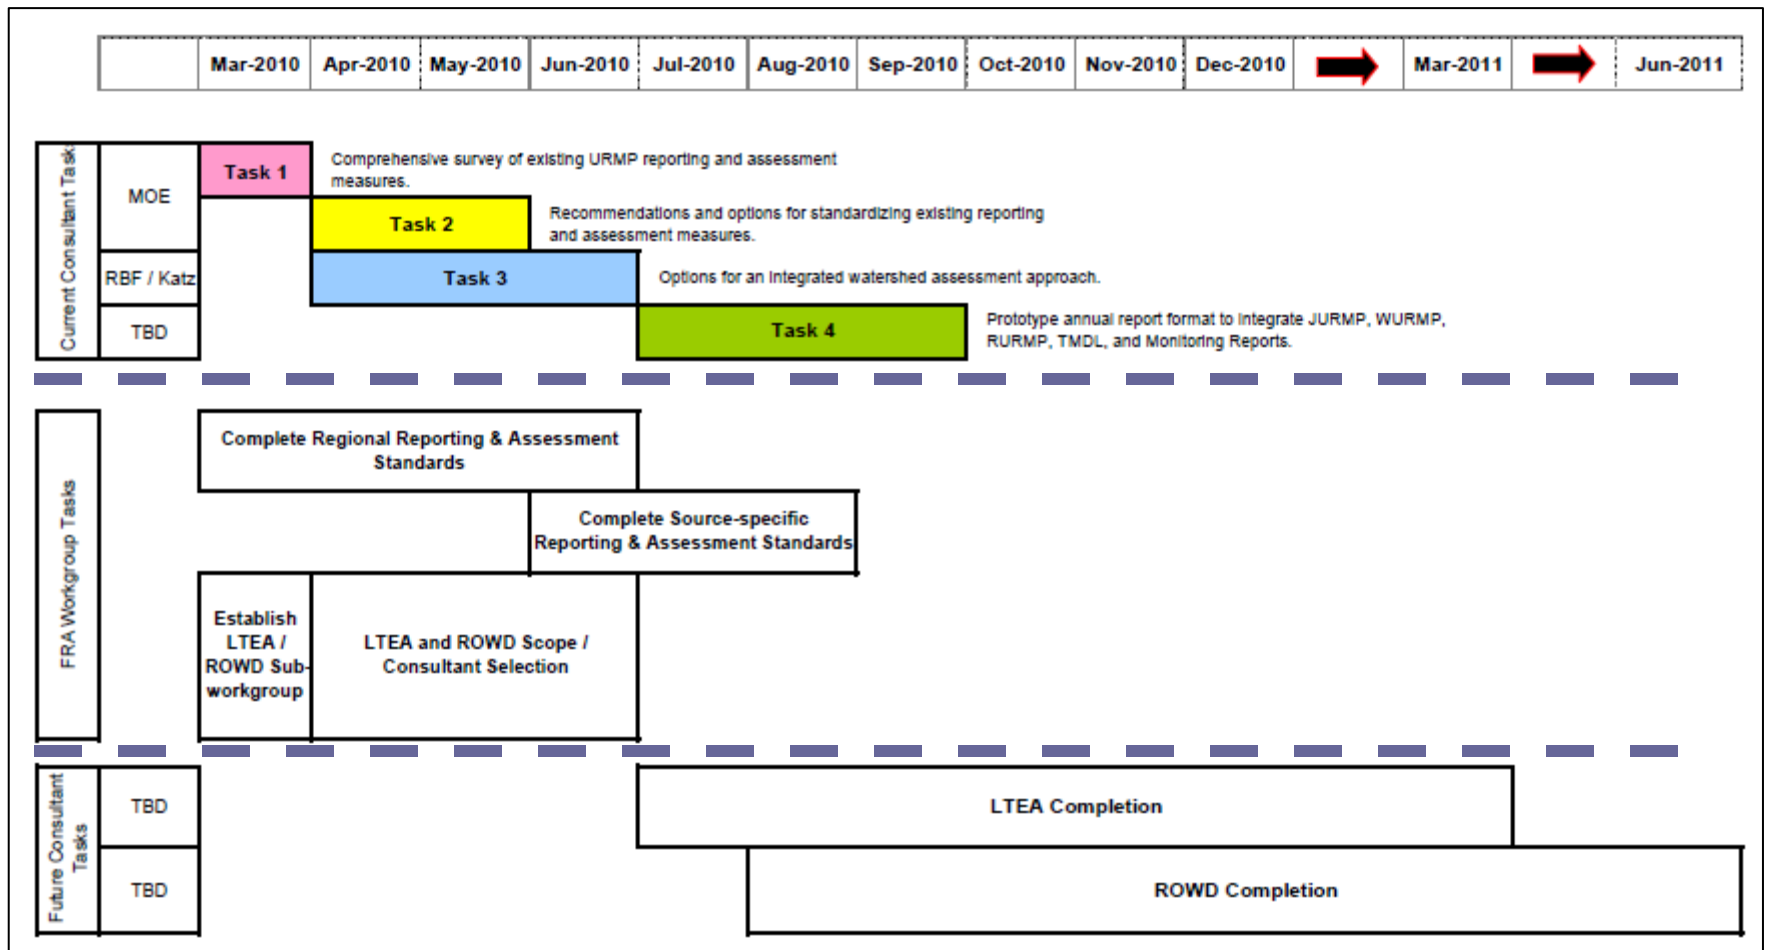 Mar-2010 Apr-2010 May-2010 Jun-2010 Jul-2010 Aug-2010 Sep-2010 Oct-2010 Nov-2010 Dec-2010 Mar-2011 Jun-2011
Current Consultant Task
MOE
Task 1
Comprehensive survey of existing URMP reporting and assessment
measures.
Task 2
Recommendations and options for standardizing existing reporting
and assessment measures.
RBF / Katz
Task 3
Options for an integrated watershed assessment approach.
TBD
Task 4
Prototype annual report format to integrate JURMP, WURMP,
RURMP, TMDL, and Monitoring Reports.
FRA Workgroup Tasks
Complete Regional Reporting & Assessment
Standards
Complete Source-specific
Reporting & Assessment Standards
Establish
LTEA /
ROWD Sub-
workgroup
LTEA and ROWD Scope /
Consultant Selection
Future Consultant
Tasks
TBD
LTEA Completion
TBD
ROWD Completion